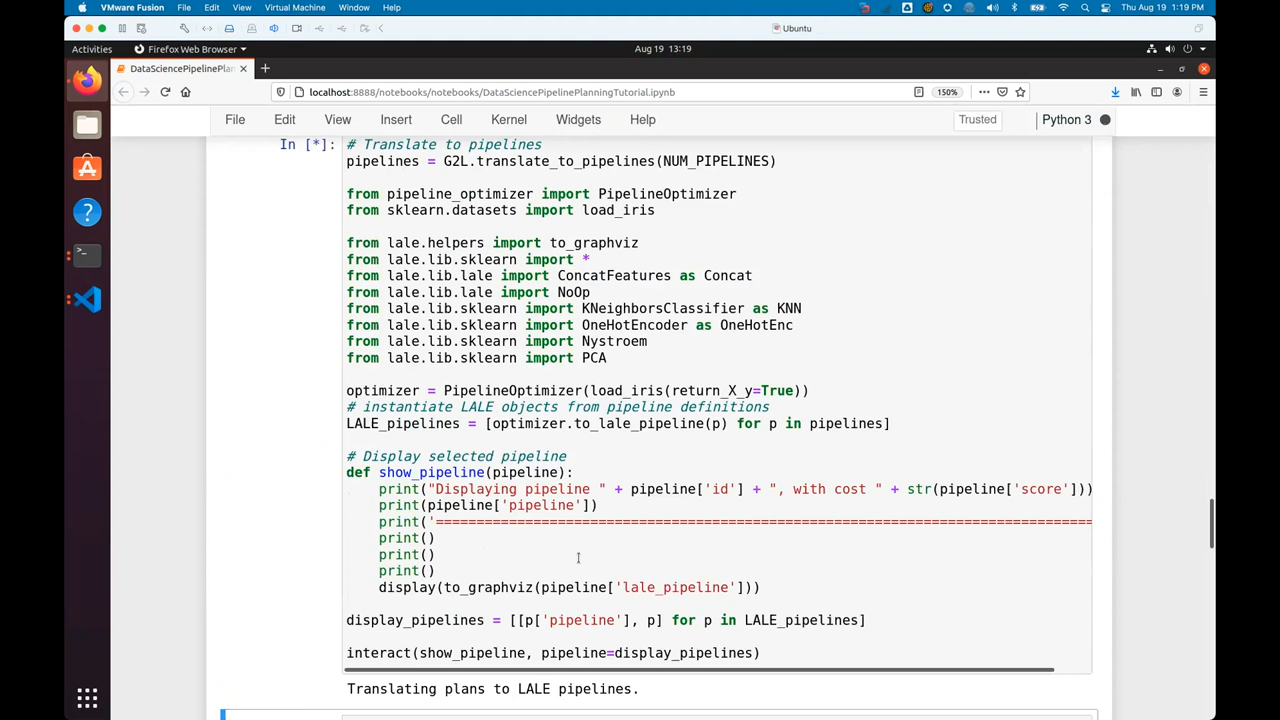 VMware Fusion File Edit View Virtual Machine Window Help Thu Aug 19 1:19 PM
Ubuntu
Activities Firefox Web Browser Aug 19 13:19
DataSciencePipelinePlan
localhost:8888/notebooks/notebooks/DataSciencePipelinePlanningTutorial.ipynb 150%
File Edit View Insert Cell Kernel Widgets Help Trusted Python 3
In [*]: # Translate to pipelines
pipelines = G2L.translate_to_pipelines(NUM_PIPELINES)
from pipeline_optimizer import PipelineOptimizer
from sklearn.datasets import load_iris
from lale.helpers import to_graphviz
from lale.lib.sklearn import *
from lale.lib.lale import ConcatFeatures as Concat
from lale.lib.lale import NoOp
from lale.lib.sklearn import KNeighborsClassifier as KNN
from lale.lib.sklearn import OneHotEncoder as OneHotEnc
from lale.lib.sklearn import Nystroem
from lale.lib.sklearn import PCA
optimizer = PipelineOptimizer(load_iris(return_X_y=True))
# instantiate LALE objects from pipeline definitions
LALE_pipelines = [optimizer.to_lale_pipeline(p) for p in pipelines]
# Display selected pipeline
def show_pipeline(pipeline):
print("Displaying pipeline " + pipeline['id'] + ", with cost " + str(pipeline['score']))
print(pipeline['pipeline'])
print('=================================================================================
print()
print()
print()
display(to_graphviz(pipeline['lale_pipeline']))
display_pipelines = [[p['pipeline'], p] for p in LALE_pipelines]
interact(show_pipeline, pipeline=display_pipelines)
Translating plans to LALE pipelines.